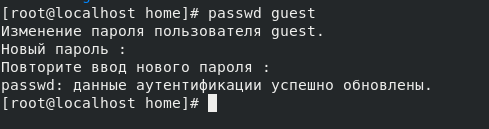 [root@localhost home]# passwd guest
Изменение пароля пользователя guest.
Новый пароль :
Повторите ввод нового пароля :
passwd: данные аутентификации успешно обновлены.
[root@localhost home]#